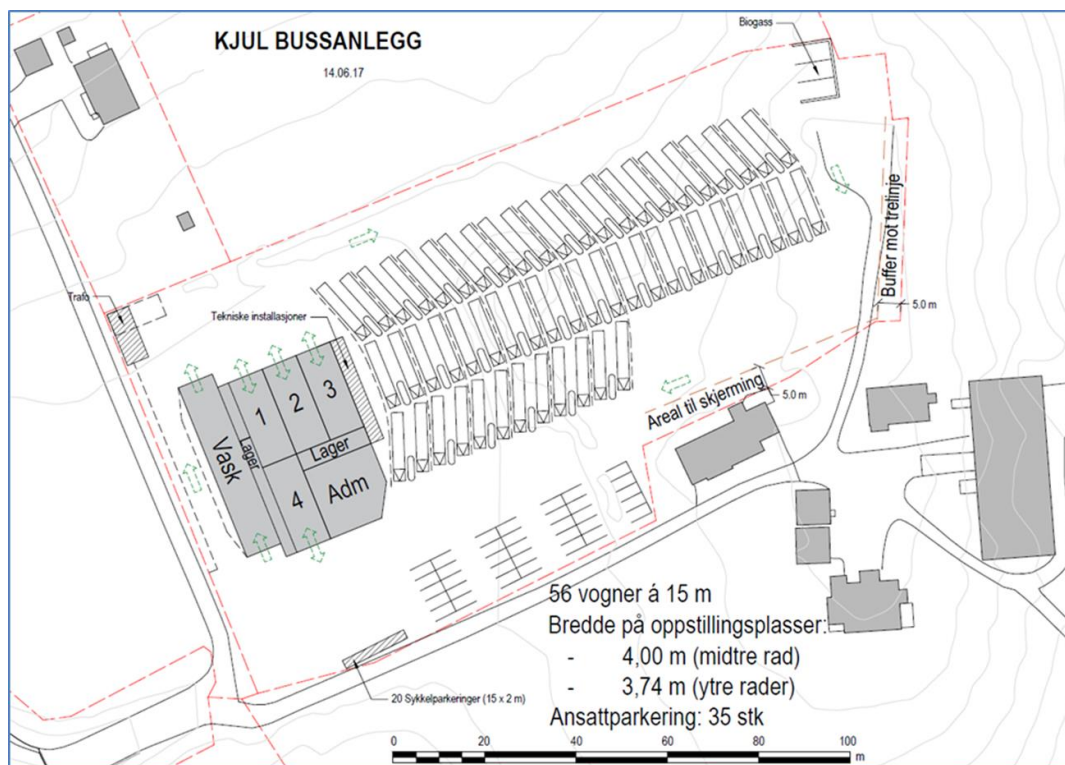 KJUL BUSSANLEGG
14.06.17
Biogass
Buffer mot trelinje
5.0 m
Trafo
Tekniske installasjoner
1
2
3
Vask
Lager
Lager
4
Adm
Areal til skjerming
5.0 m
56 vogner á 15 m
Bredde på oppstillingsplasser:
- 4,00 m (midtre rad)
- 3,74 m (ytre rader)
Ansattparkering: 35 stk
20 Sykkelparkeringer (15 x 2 m)
0 20 40 60 80 100
m